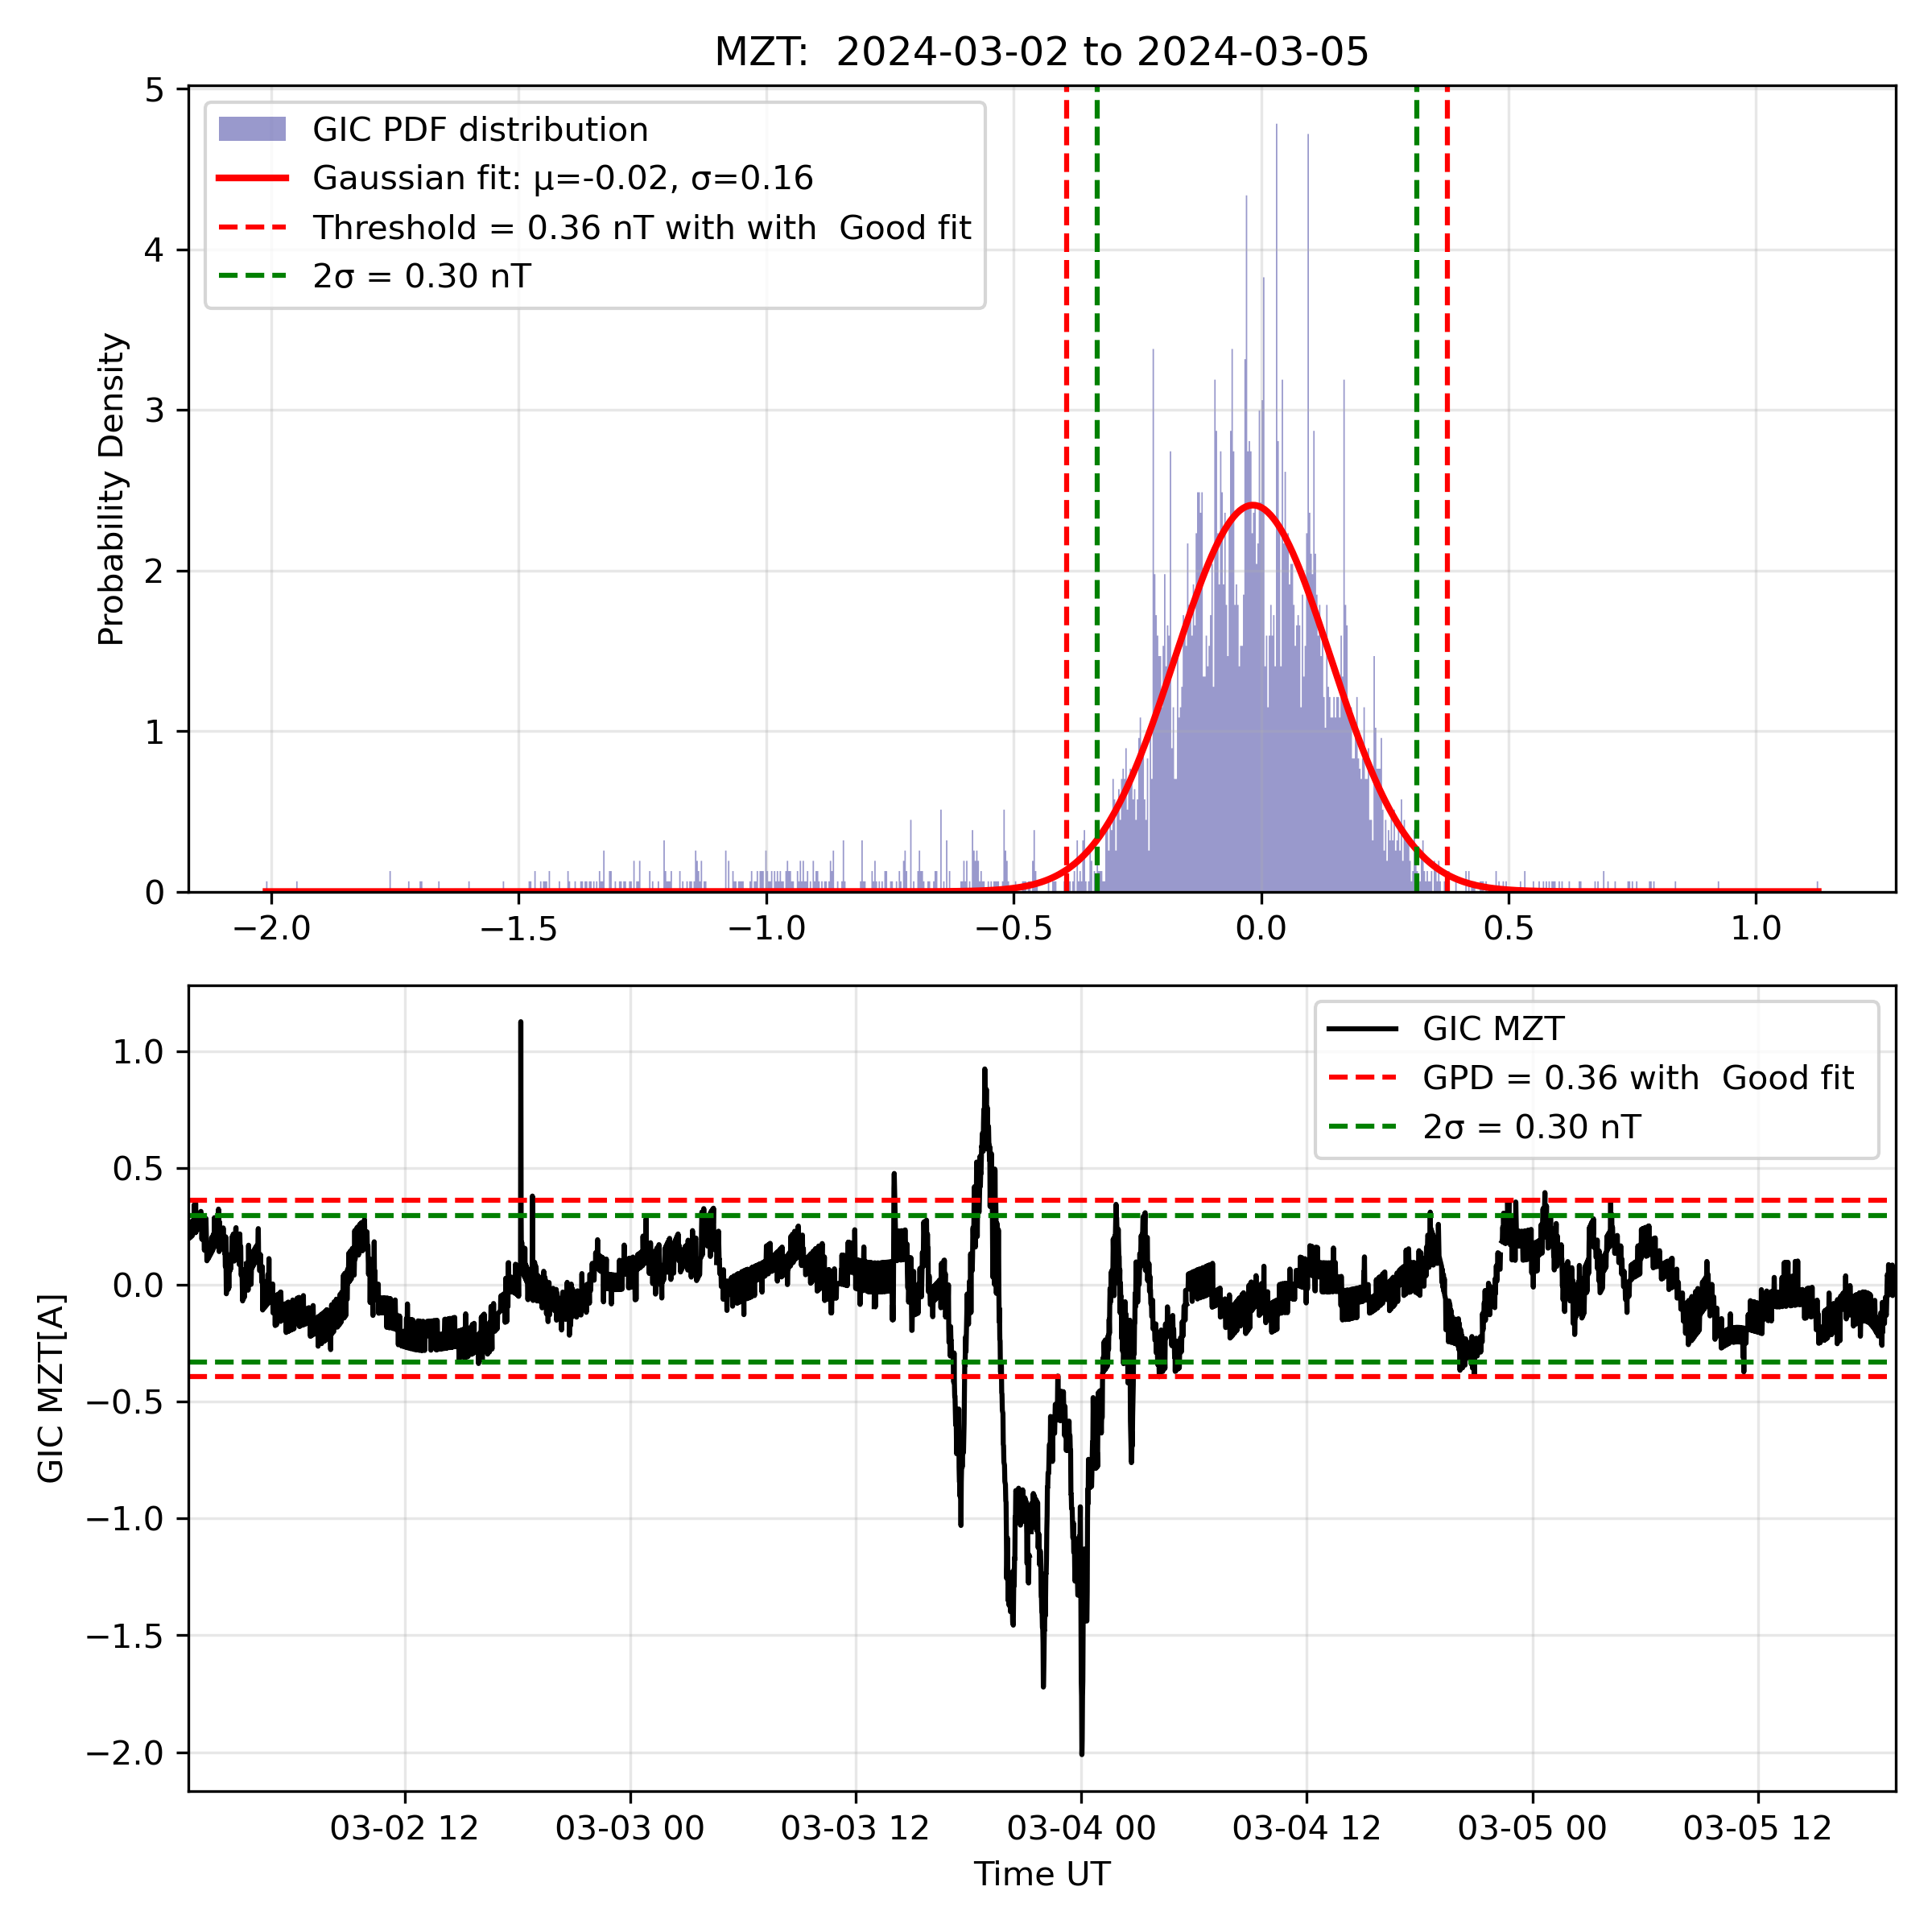 MZT:  2024-03-02 to 2024-03-05
GIC PDF distribution
Gaussian fit: μ=-0.02, σ=0.16
Threshold = 0.36 nT with with  Good fit
2σ = 0.30 nT
Probability Density
5
4
3
2
1
0
−2.0 −1.5 −1.0 −0.5 0.0 0.5 1.0
GIC MZT
GPD = 0.36 with  Good fit
2σ = 0.30 nT
GIC MZT[A]
1.0
0.5
0.0
−0.5
−1.0
−1.5
−2.0
03-02 12 03-03 00 03-03 12 03-04 00 03-04 12 03-05 00 03-05 12
Time UT